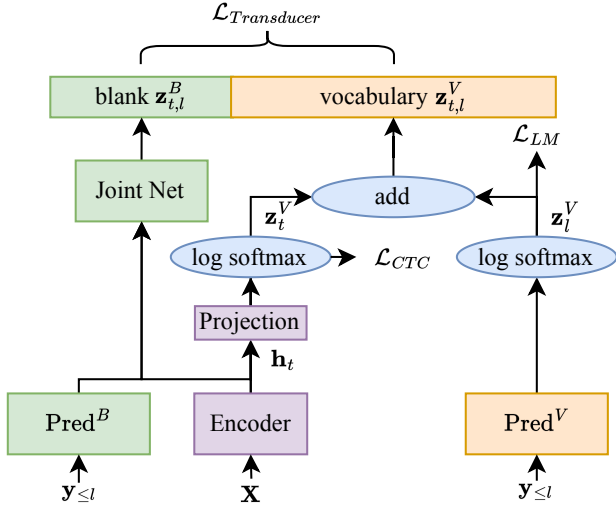 ℒ_Transducer
blank z^B_{t,l}
vocabulary z^V_{t,l}
ℒ_LM
Joint Net
add
z^V_t
z^V_l
log softmax
ℒ_CTC
log softmax
Projection
h_t
Pred^B
Encoder
Pred^V
y_{≤l}
X
y_{≤l}